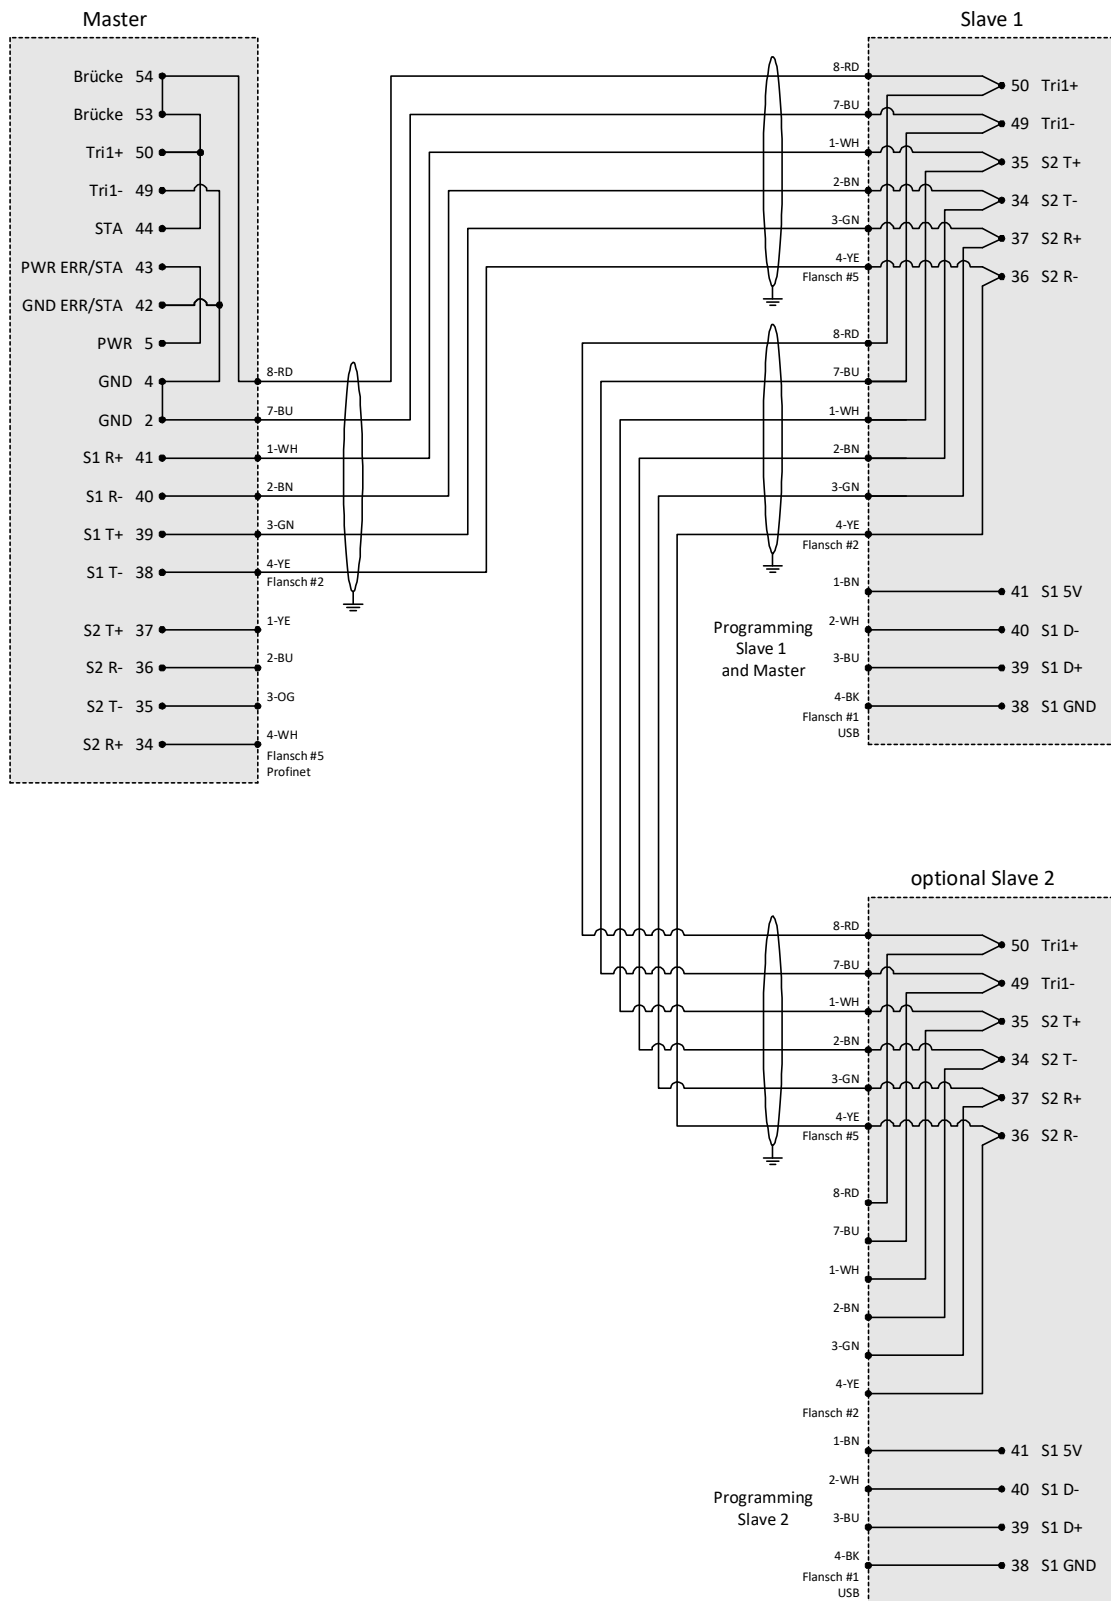 Master
Brücke 54
Brücke 53
Tri1+ 50
Tri1- 49
STA 44
PWR ERR/STA 43
GND ERR/STA 42
PWR 5
GND 4
GND 2
S1 R+ 41
S1 R- 40
S1 T+ 39
S1 T- 38
S2 T+ 37
S2 R- 36
S2 T- 35
S2 R+ 34
8-RD
7-BU
1-WH
2-BN
3-GN
4-YE
Flansch #2
1-YE
2-BU
3-OG
4-WH
Flansch #5
Profinet
Slave 1
8-RD
7-BU
1-WH
2-BN
3-GN
4-YE
Flansch #5
50 Tri1+
49 Tri1-
35 S2 T+
34 S2 T-
37 S2 R+
36 S2 R-
8-RD
7-BU
1-WH
2-BN
3-GN
4-YE
Flansch #2
Programming
Slave 1
and Master
1-BN
2-WH
3-BU
4-BK
Flansch #1
USB
41 S1 5V
40 S1 D-
39 S1 D+
38 S1 GND
optional Slave 2
8-RD
7-BU
1-WH
2-BN
3-GN
4-YE
Flansch #5
50 Tri1+
49 Tri1-
35 S2 T+
34 S2 T-
37 S2 R+
36 S2 R-
8-RD
7-BU
1-WH
2-BN
3-GN
4-YE
Flansch #2
Programming
Slave 2
1-BN
2-WH
3-BU
4-BK
Flansch #1
USB
41 S1 5V
40 S1 D-
39 S1 D+
38 S1 GND